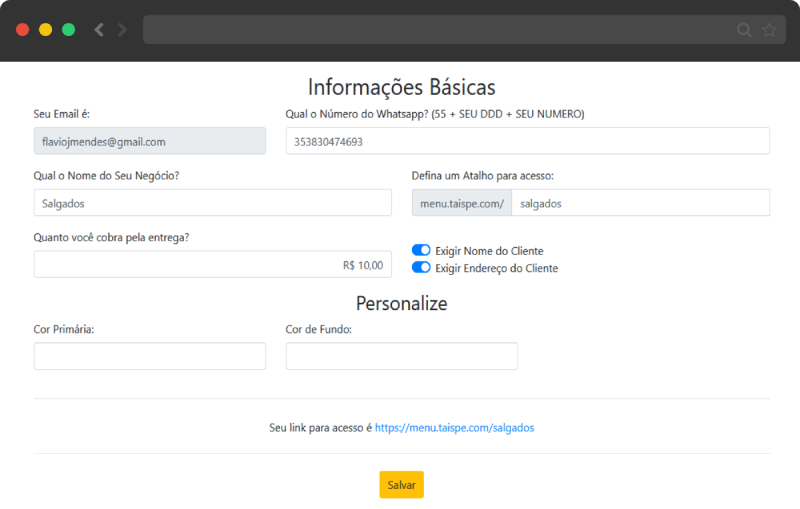 Informações Básicas
Seu Email é:
Qual o Número do Whatsapp? (55 + SEU DDD + SEU NUMERO)
flaviojmendes@gmail.com
353830474693
Qual o Nome do Seu Negócio?
Defina um Atalho para acesso:
Salgados
menu.taispe.com/ salgados
Quanto você cobra pela entrega?
R$ 10,00
Exigir Nome do Cliente
Exigir Endereço do Cliente
Personalize
Cor Primária:
Cor de Fundo:
Seu link para acesso é https://menu.taispe.com/salgados
Salvar